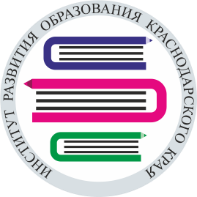 ИНСТИТУТ РАЗВИТИЯ ОБРАЗОВАНИЯ КРАСНОДАРСКОГО КРАЯ